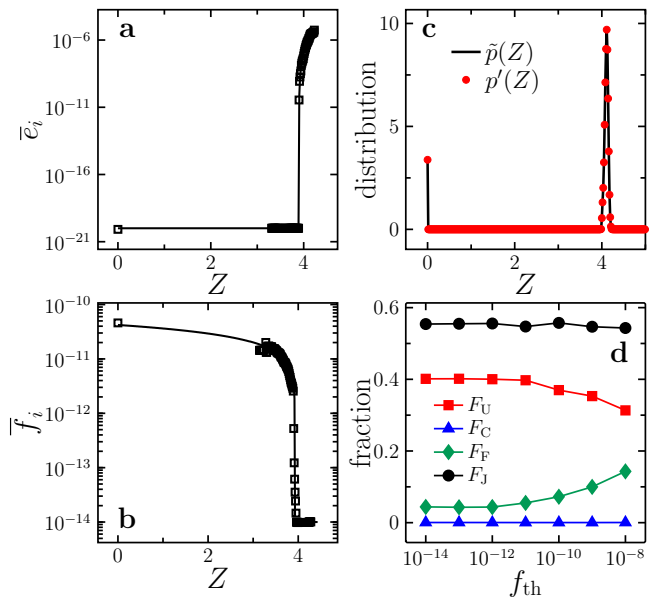 a
10⁻⁶
10⁻¹¹
10⁻¹⁶
10⁻²¹
e̅ᵢ
0
2
4
Z
c
10
5
0
distribution
p̃(Z)
p′(Z)
0
2
4
Z
b
10⁻¹⁰
10⁻¹¹
10⁻¹²
10⁻¹³
10⁻¹⁴
f̅ᵢ
0
2
4
Z
d
0.6
0.4
0.2
0
fraction
F_U
F_C
F_F
F_J
10⁻¹⁴
10⁻¹²
10⁻¹⁰
10⁻⁸
f_th